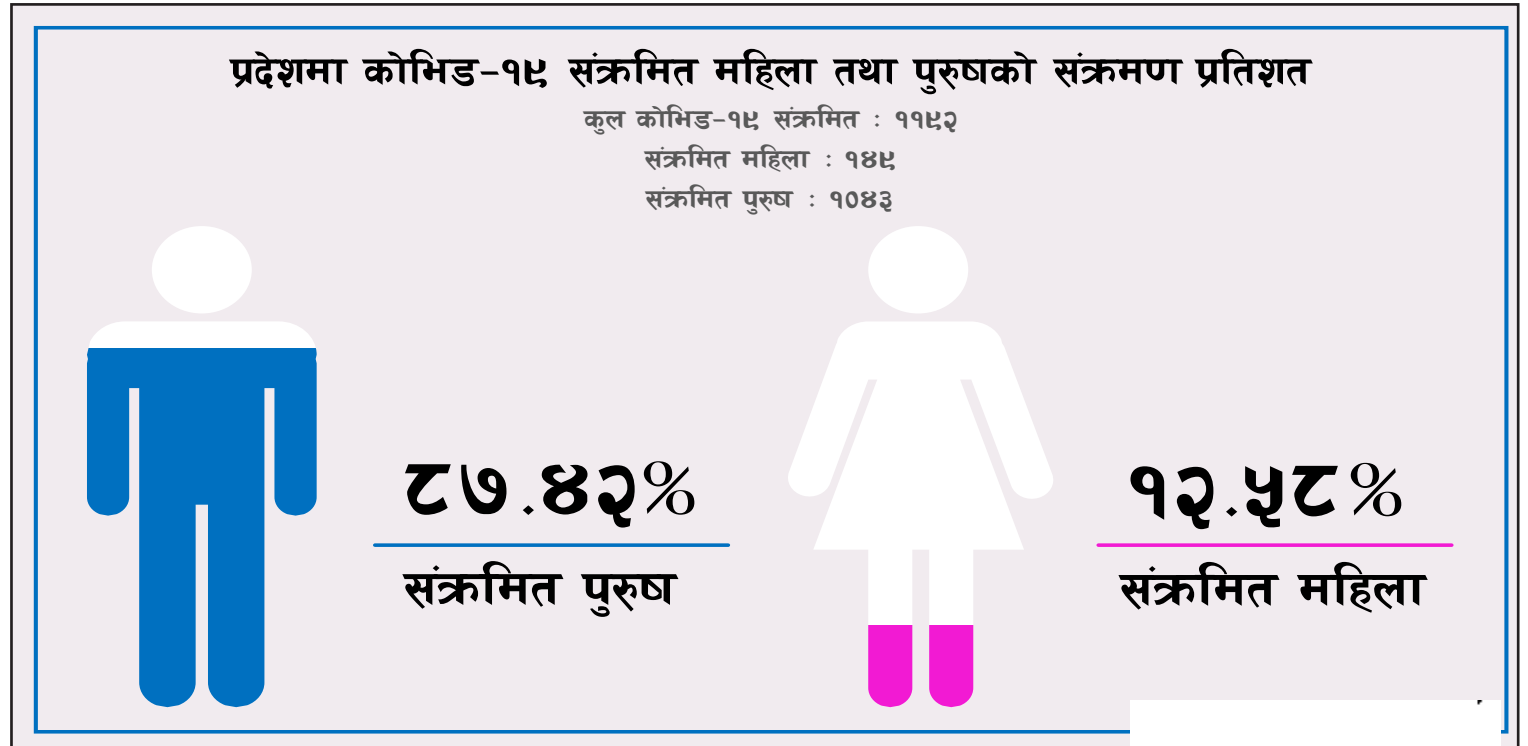 प्रदेशमा कोभिड-१९ संक्रमित महिला तथा पुरुषको संक्रमण प्रतिशत
कुल कोभिड-१९ संक्रमित : ११९२
संक्रमित महिला : १४९
संक्रमित पुरुष : १०४३
८७.४२%
संक्रमित पुरुष
१२.५८%
संक्रमित महिला